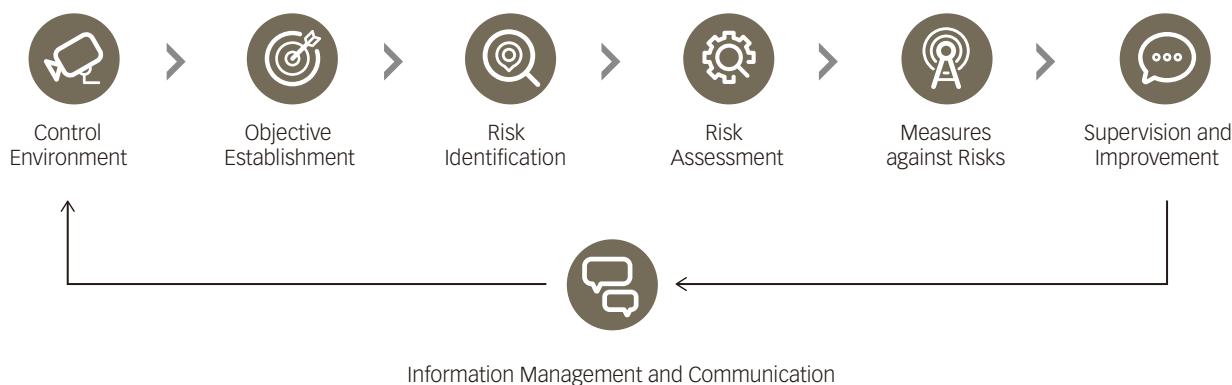 Control
Environment
Objective
Establishment
Risk
Identification
Risk
Assessment
Measures
against Risks
Supervision and
Improvement
Information Management and Communication